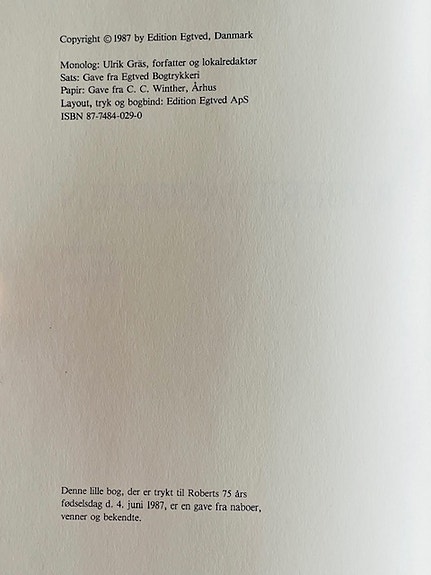 Copyright © 1987 by Edition Egtved, Danmark
Monolog: Ulrik Gräs, forfatter og lokalredaktør
Sats: Gave fra Egtved Bogtrykkeri
Papir: Gave fra C. C. Winther, Århus
Layout, tryk og bogbind: Edition Egtved ApS
ISBN 87-7484-029-0
Denne lille bog, der er trykt til Roberts 75 års
fødselsdag d. 4. juni 1987, er en gave fra naboer,
venner og bekendte.